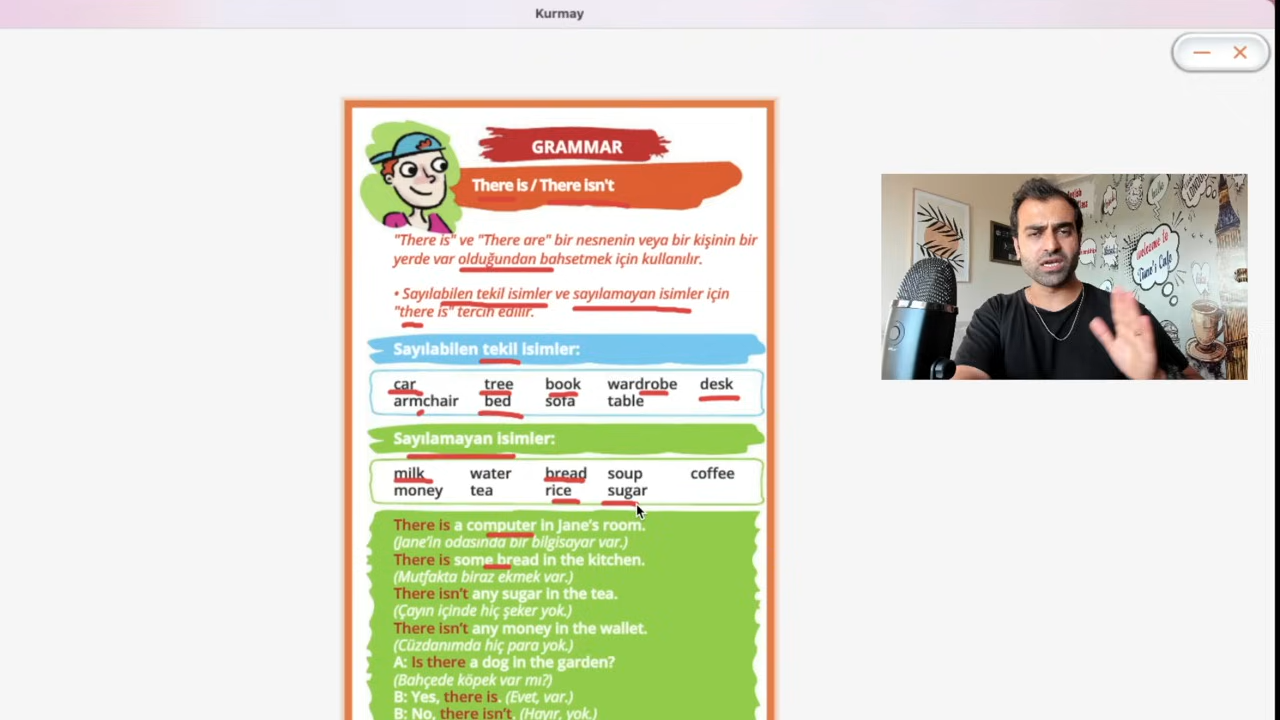 Kurmay
GRAMMAR
There is / There isn't
"There is" ve "There are" bir nesnenin veya bir kişinin bir
yerde var olduğundan bahsetmek için kullanılır.
• Sayılabilen tekil isimler ve sayılamayan isimler için
"there is" tercih edilir.
Sayılabilen tekil isimler:
car tree book wardrobe desk
armchair bed sofa table
Sayılamayan isimler:
milk water bread soup coffee
money tea rice sugar
There is a computer in Jane's room.
(Jane'in odasında bir bilgisayar var.)
There is some bread in the kitchen.
(Mutfakta biraz ekmek var.)
There isn't any sugar in the tea.
(Çayın içinde hiç şeker yok.)
There isn't any money in the wallet.
(Cüzdanımda hiç para yok.)
A: Is there a dog in the garden?
(Bahçede köpek var mı?)
B: Yes, there is. (Evet, var.)
B: No, there isn't. (Hayır, yok.)
welcome to